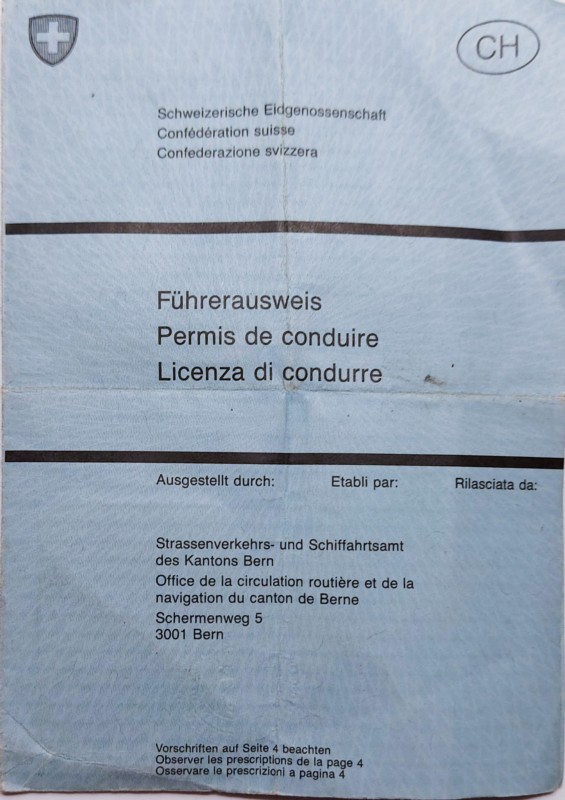 CH
Schweizerische Eidgenossenschaft
Confédération suisse
Confederazione svizzera
Führerausweis
Permis de conduire
Licenza di condurre
Ausgestellt durch: Etabli par: Rilasciata da:
Strassenverkehrs- und Schiffahrtsamt
des Kantons Bern
Office de la circulation routière et de la
navigation du canton de Berne
Schermenweg 5
3001 Bern
Vorschriften auf Seite 4 beachten
Observer les prescriptions de la page 4
Osservare le prescrizioni a pagina 4